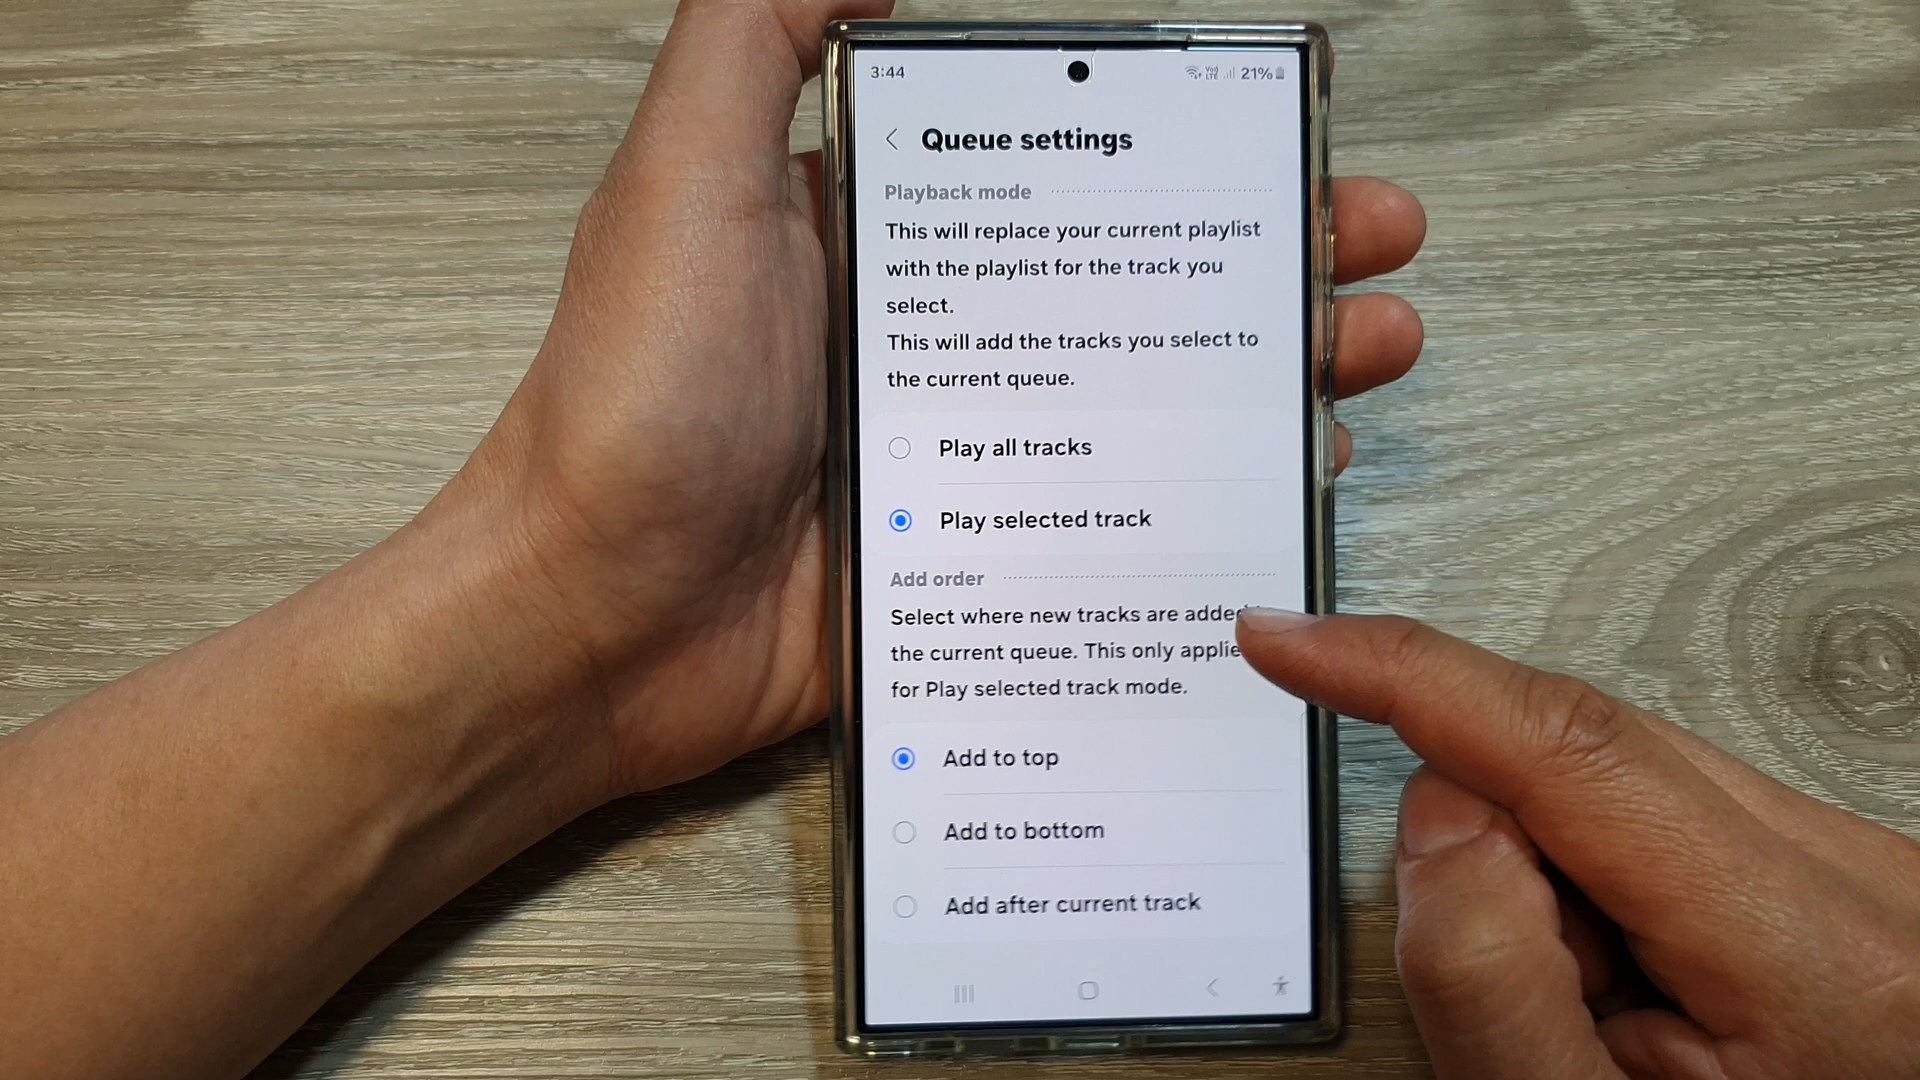 3:44
Vo) LTE 21%
Queue settings
Playback mode
This will replace your current playlist
with the playlist for the track you
select.
This will add the tracks you select to
the current queue.
Play all tracks
Play selected track
Add order
Select where new tracks are added
the current queue. This only applie
for Play selected track mode.
Add to top
Add to bottom
Add after current track